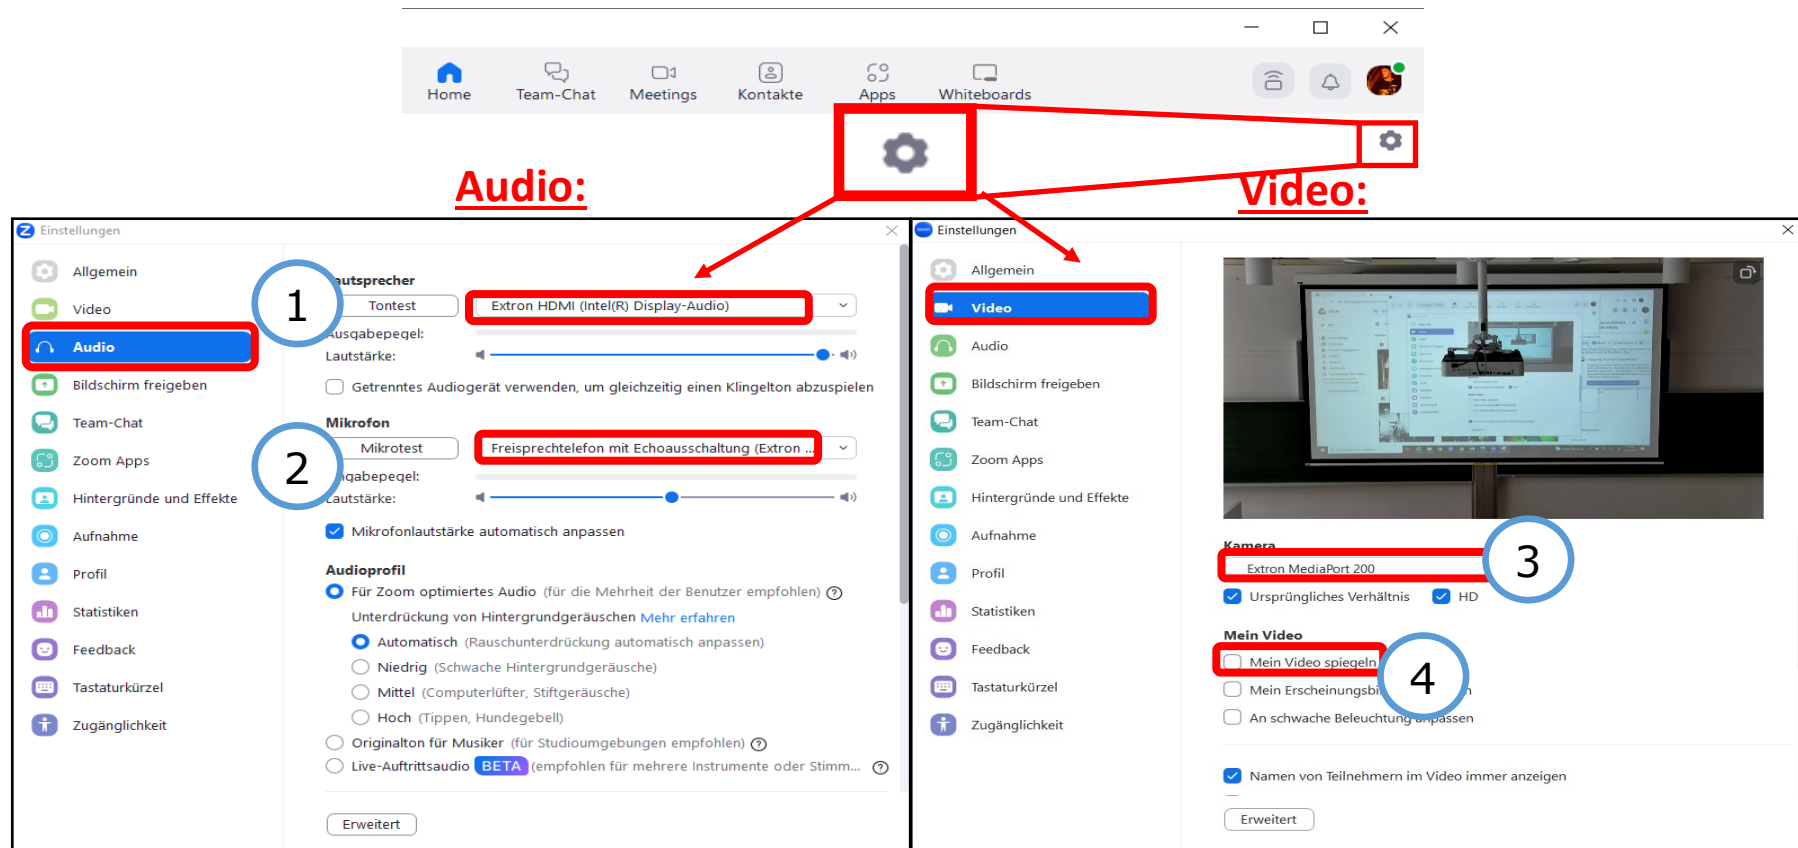 Home
Team-Chat
Meetings
Kontakte
Apps
Whiteboards
Audio:
Video:
Einstellungen
Allgemein
Video
Audio
Bildschirm freigeben
Team-Chat
Zoom Apps
Hintergründe und Effekte
Aufnahme
Profil
Statistiken
Feedback
Tastaturkürzel
Zugänglichkeit
1
autsprecher
Tontest
Extron HDMI (Intel(R) Display-Audio)
usgabepegel:
Lautstärke:
Getrenntes Audiogerät verwenden, um gleichzeitig einen Klingelton abzuspielen
Mikrofon
2
Mikrotest
Freisprechtelefon mit Echoausschaltung (Extron ...
ngabepegel:
Lautstärke:
Mikrofonlautstärke automatisch anpassen
Audioprofil
Für Zoom optimiertes Audio (für die Mehrheit der Benutzer empfohlen)
Unterdrückung von Hintergrundgeräuschen Mehr erfahren
Automatisch (Rauschunterdrückung automatisch anpassen)
Niedrig (Schwache Hintergrundgeräusche)
Mittel (Computerlüfter, Stiftgeräusche)
Hoch (Tippen, Hundegebell)
Originalton für Musiker (für Studioumgebungen empfohlen)
Live-Auftrittsaudio BETA (empfohlen für mehrere Instrumente oder Stimm...
Erweitert
Einstellungen
Allgemein
Video
Audio
Bildschirm freigeben
Team-Chat
Zoom Apps
Hintergründe und Effekte
Aufnahme
Profil
Statistiken
Feedback
Tastaturkürzel
Zugänglichkeit
Kamera
Extron MediaPort 200
3
Ursprüngliches Verhältnis
HD
Mein Video
Mein Video spiegeln
4
Mein Erscheinungsbi
n
An schwache Beleuchtung anpassen
Namen von Teilnehmern im Video immer anzeigen
Erweitert